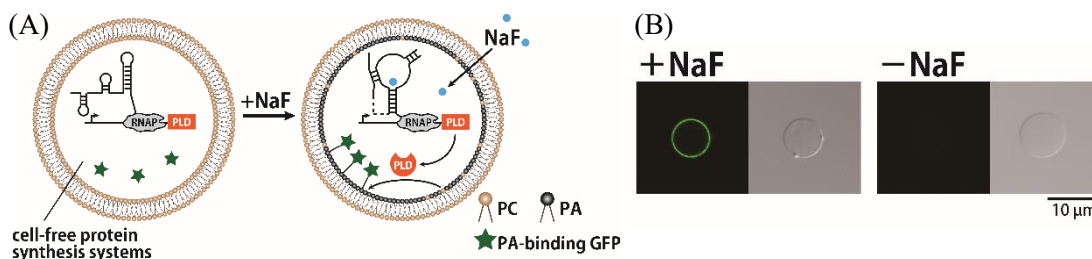 (A)
NaF
+NaF
RNAP PLD
RNAP PLD
PLD
PC PA
PA-binding GFP
cell-free protein
synthesis systems
(B)
+NaF
−NaF
10 μm